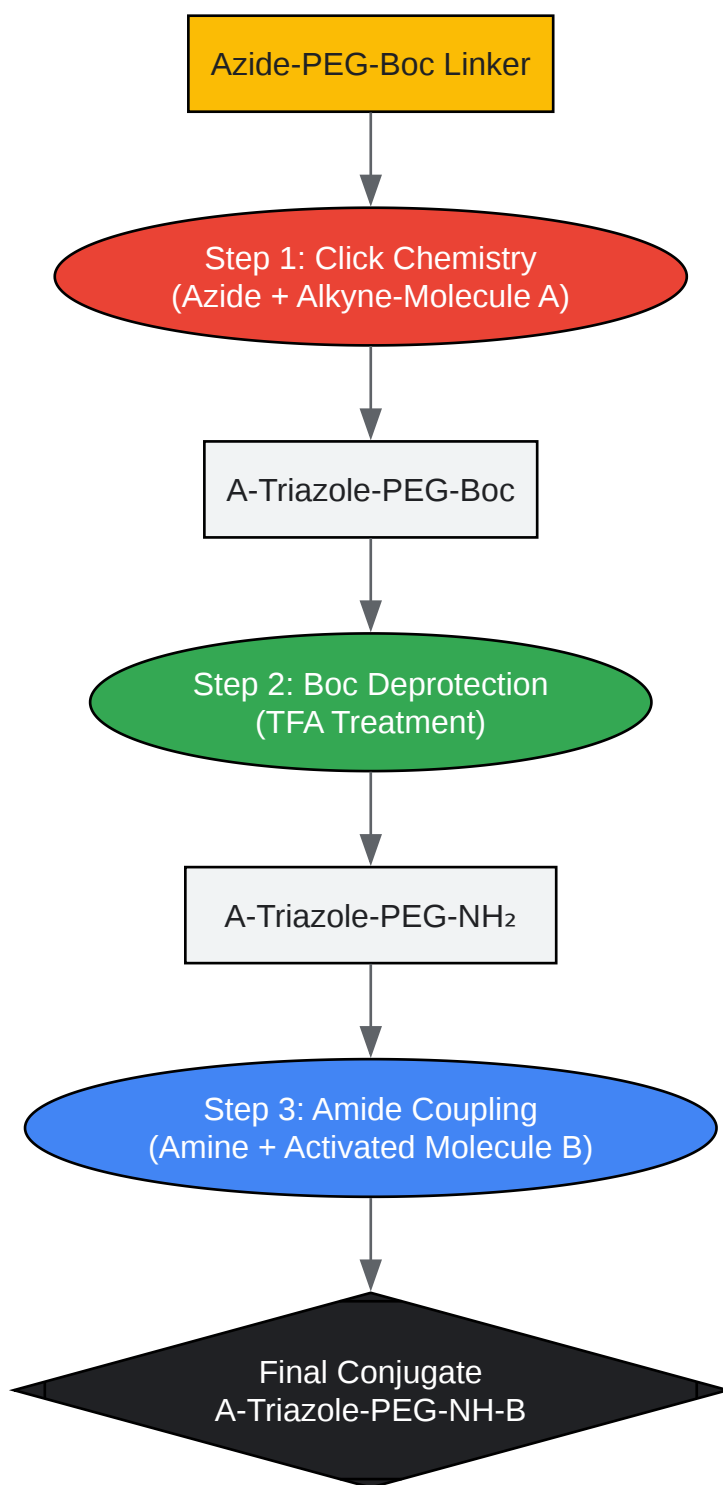 Azide-PEG-Boc Linker
Step 1: Click Chemistry
(Azide + Alkyne-Molecule A)
A-Triazole-PEG-Boc
Step 2: Boc Deprotection
(TFA Treatment)
A-Triazole-PEG-NH₂
Step 3: Amide Coupling
(Amine + Activated Molecule B)
Final Conjugate
A-Triazole-PEG-NH-B